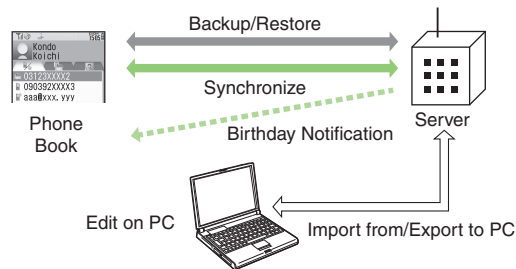 Backup/Restore
Kondo
Koichi
03123XXXX2
090392XXXX3
aaa@xxx.yyy
Synchronize
Phone
Book
Birthday Notification
Server
Edit on PC
Import from/Export to PC